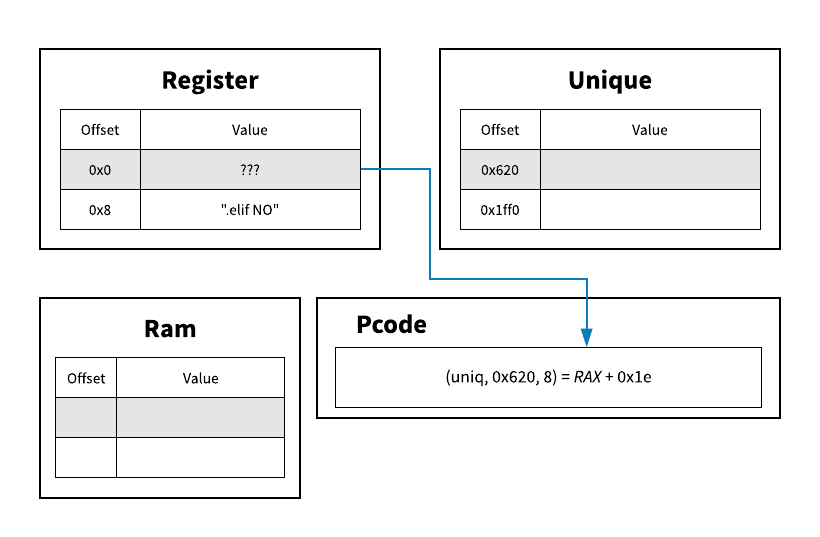 Register
Offset Value
0x0 ???
0x8 ".elif NO"
Unique
Offset Value
0x620
0x1ff0
Ram
Offset Value
Pcode
(uniq, 0x620, 8) = RAX + 0x1e